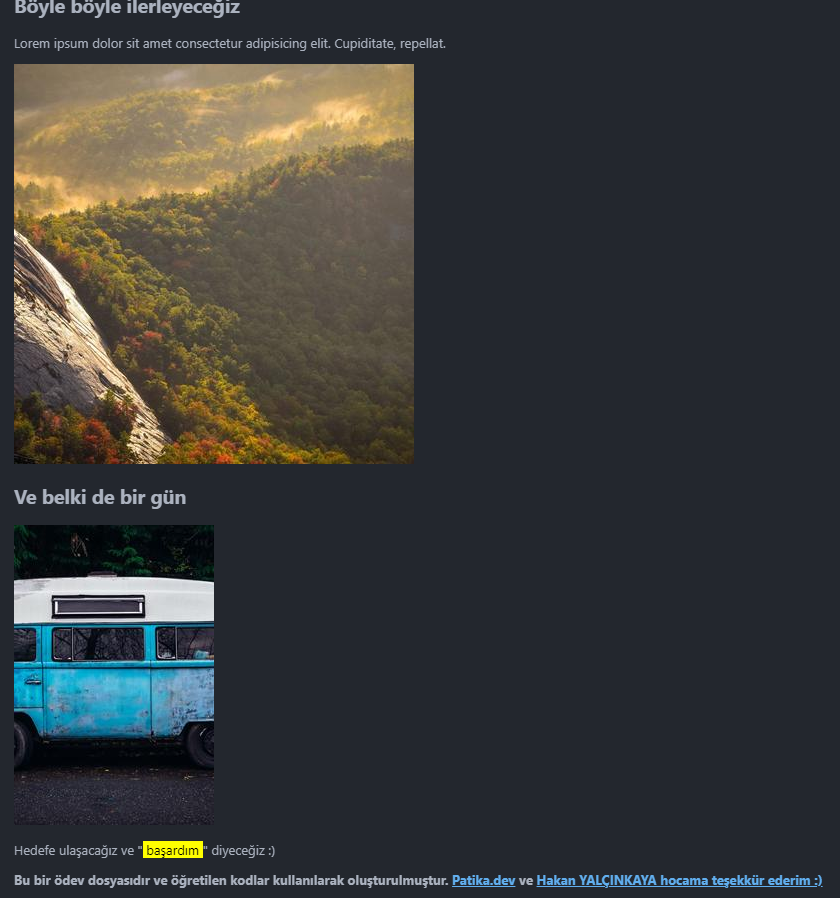 Böyle böyle ilerleyeceğiz
Lorem ipsum dolor sit amet consectetur adipisicing elit. Cupiditate, repellat.
Ve belki de bir gün
Hedefe ulaşacağız ve " başardım " diyeceğiz :)
Bu bir ödev dosyasıdır ve öğretilen kodlar kullanılarak oluşturulmuştur. Patika.dev ve Hakan YALÇINKAYA hocama teşekkür ederim :)